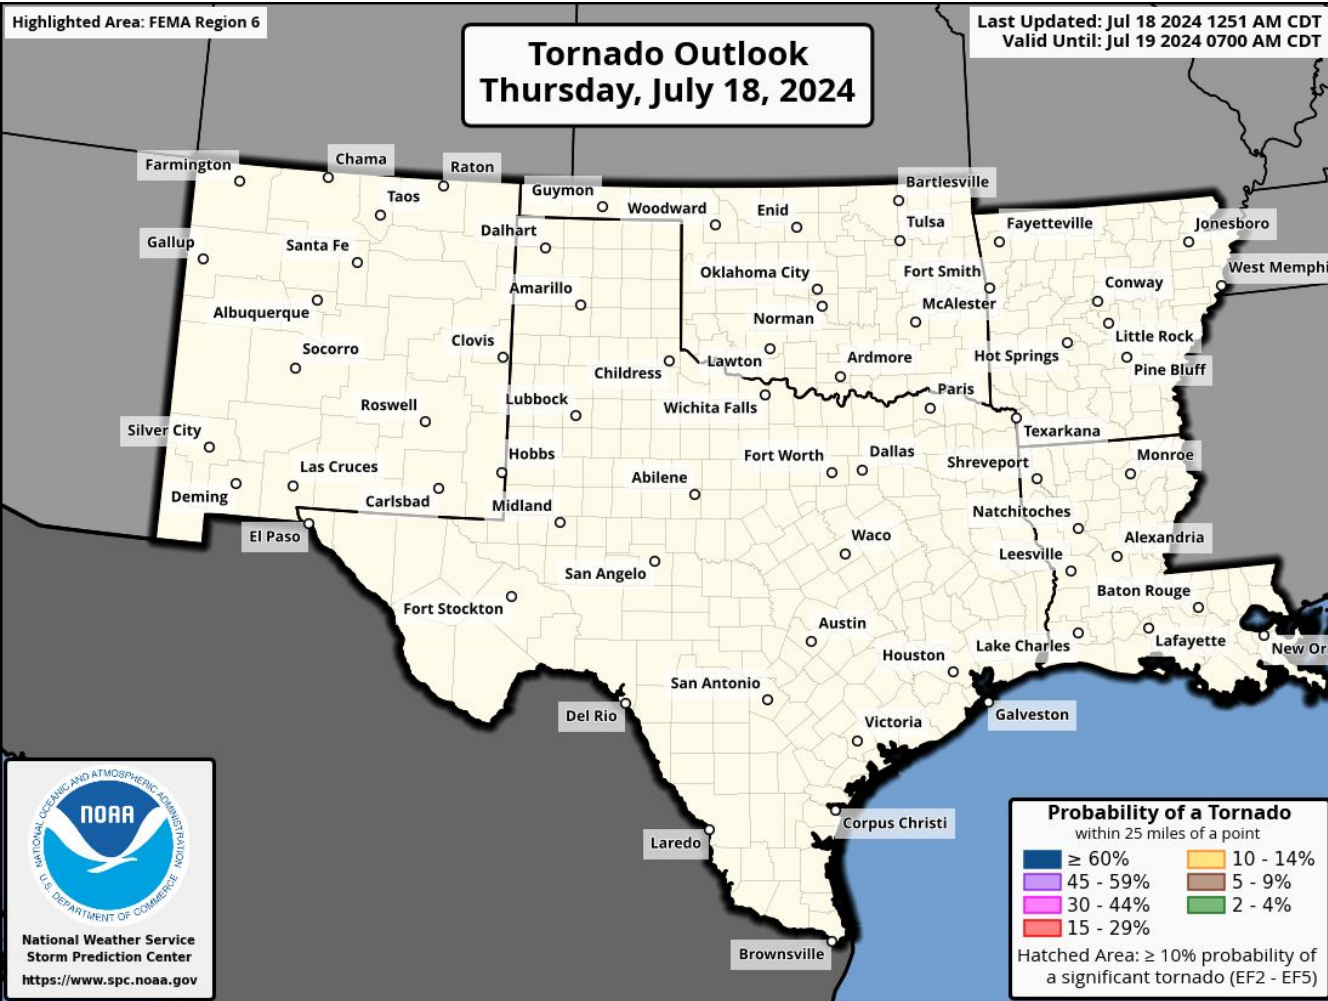 Highlighted Area: FEMA Region 6
Last Updated: Jul 18 2024 1251 AM CDT
Valid Until: Jul 19 2024 0700 AM CDT
Tornado Outlook
Thursday, July 18, 2024
Farmington
Chama
Raton
Taos
Guymon
Woodward
Enid
Bartlesville
Tulsa
Fayetteville
Jonesboro
Gallup
Santa Fe
Dalhart
Oklahoma City
Fort Smith
West Memphi
Albuquerque
Amarillo
Norman
McAlester
Conway
Socorro
Clovis
Childress
Lawton
Ardmore
Hot Springs
Little Rock
Pine Bluff
Roswell
Lubbock
Wichita Falls
Paris
Texarkana
Silver City
Las Cruces
Hobbs
Abilene
Fort Worth
Dallas
Shreveport
Monroe
Deming
Carlsbad
Midland
Natchitoches
El Paso
San Angelo
Waco
Leesville
Alexandria
Fort Stockton
Baton Rouge
Austin
Houston
Lake Charles
Lafayette
New Or
San Antonio
Del Rio
Victoria
Galveston
Laredo
Corpus Christi
Brownsville
NATIONAL OCEANIC AND ATMOSPHERIC ADMINISTRATION
NOAA
U.S. DEPARTMENT OF COMMERCE
National Weather Service
Storm Prediction Center
https://www.spc.noaa.gov
Probability of a Tornado
within 25 miles of a point
≥ 60%
10 - 14%
45 - 59%
5 - 9%
30 - 44%
2 - 4%
15 - 29%
Hatched Area: ≥ 10% probability of
a significant tornado (EF2 - EF5)